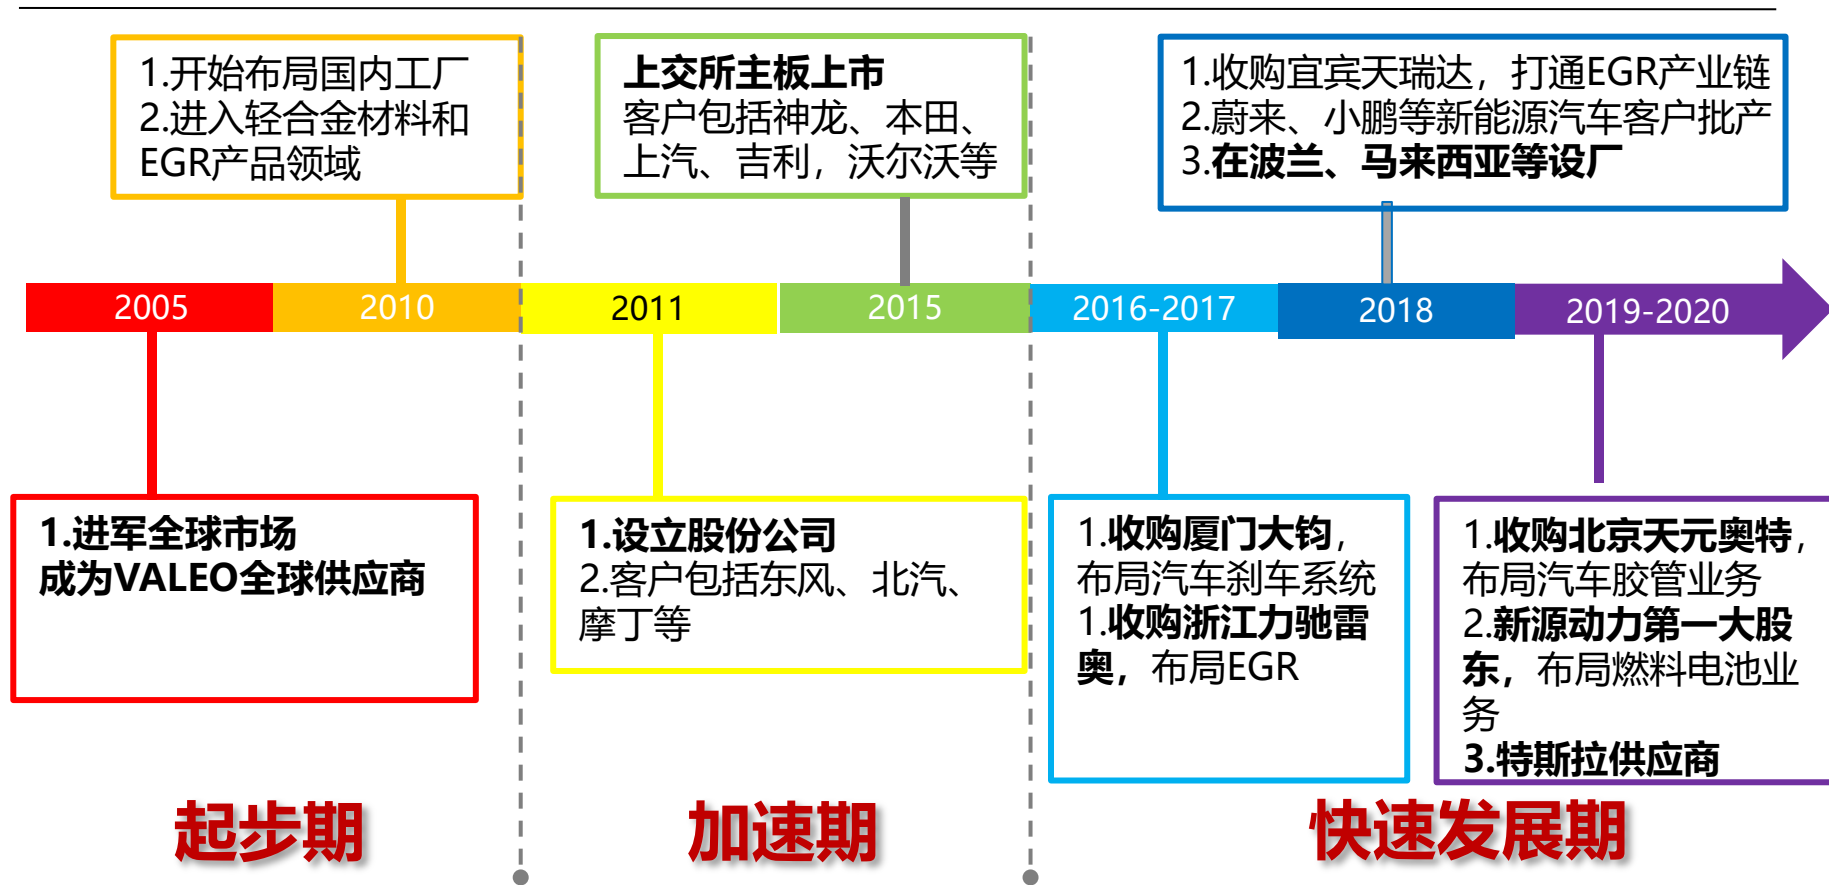 1.开始布局国内工厂
2.进入轻合金材料和
EGR产品领域
上交所主板上市
客户包括神龙、本田、
上汽、吉利，沃尔沃等
1.收购宜宾天瑞达，打通EGR产业链
2.蔚来、小鹏等新能源汽车客户批产
3.在波兰、马来西亚等设厂
2005
2010
2011
2015
2016-2017
2018
2019-2020
1.进军全球市场
成为VALEO全球供应商
1.设立股份公司
2.客户包括东风、北汽、
摩丁等
1.收购厦门大钧，
布局汽车刹车系统
1.收购浙江力驰雷
奥，布局EGR
1.收购北京天元奥特，
布局汽车胶管业务
2.新源动力第一大股
东，布局燃料电池业
务
3.特斯拉供应商
起步期
加速期
快速发展期